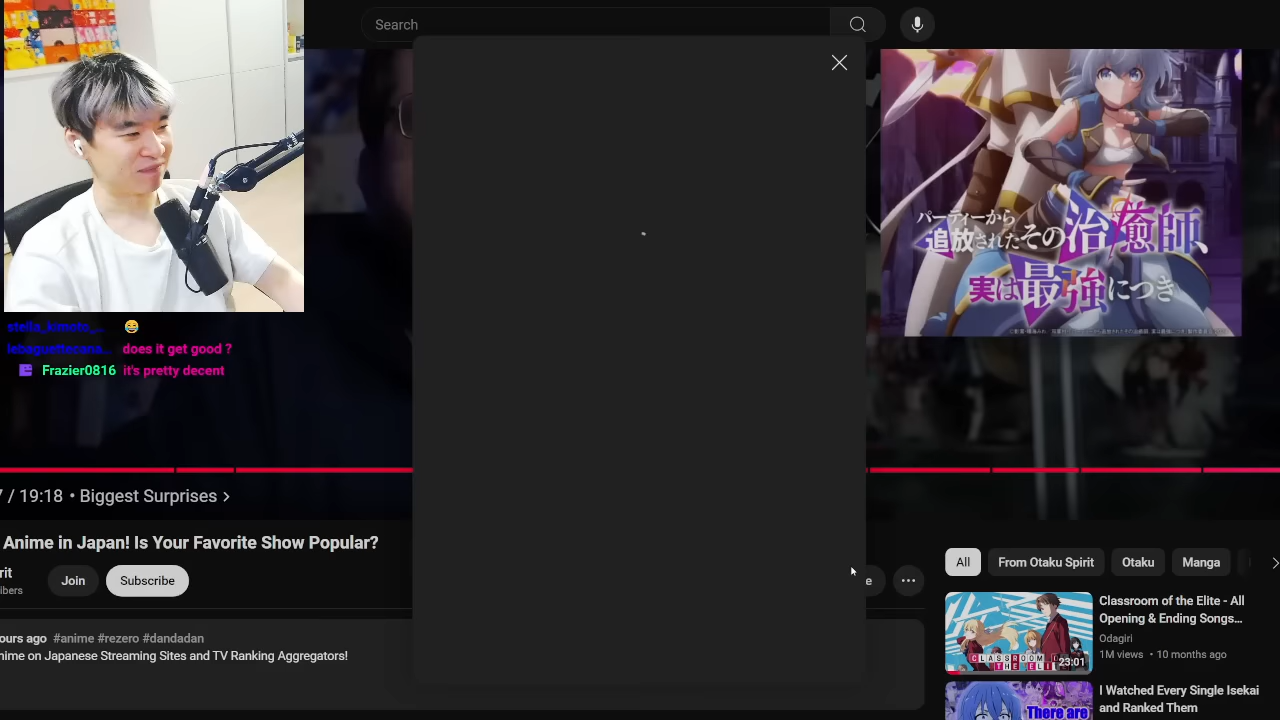 Search
パーティーから
追放されたその治癒師、
実は最強につき
stella_kimoto_... 😂
lebaguettecana... does it get good ?
Frazier0816 it's pretty decent
7 / 19:18 • Biggest Surprises >
Anime in Japan! Is Your Favorite Show Popular?
rit
ibers
Join
Subscribe
e
ours ago #anime #rezero #dandadan
nime on Japanese Streaming Sites and TV Ranking Aggregators!
All
From Otaku Spirit
Otaku
Manga
CLASSROOM
THE ELI
23:01
Classroom of the Elite - All
Opening & Ending Songs...
Odagiri
1M views • 10 months ago
There are
I Watched Every Single Isekai
and Ranked Them